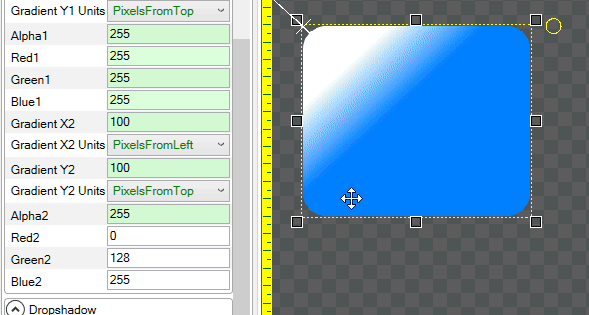 Gradient Y1 Units PixelsFromTop
Alpha1 255
Red1 255
Green1 255
Blue1 255
Gradient X2 100
Gradient X2 Units PixelsFromLeft
Gradient Y2 100
Gradient Y2 Units PixelsFromTop
Alpha2 255
Red2 0
Green2 128
Blue2 255
Dropshadow